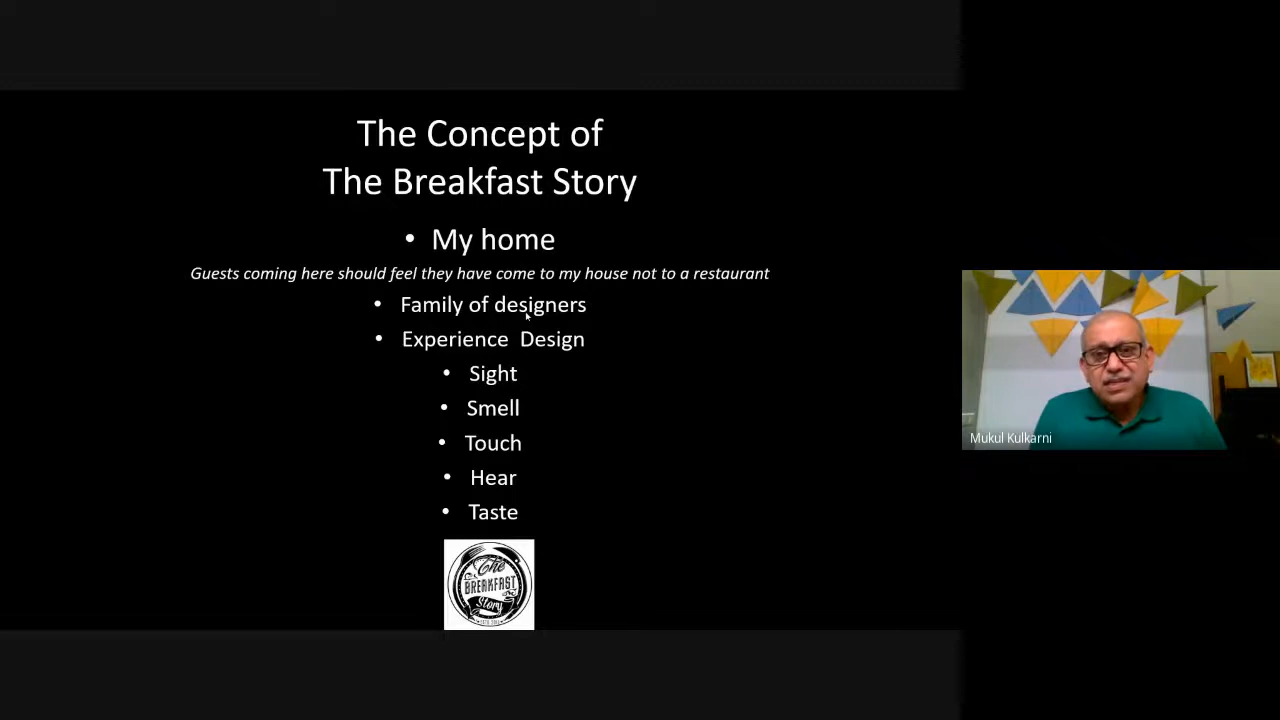 The Concept of
The Breakfast Story
• My home
Guests coming here should feel they have come to my house not to a restaurant
• Family of designers
• Experience Design
• Sight
• Smell
• Touch
• Hear
• Taste
The
BREAKFAST
Story
Mukul Kulkarni